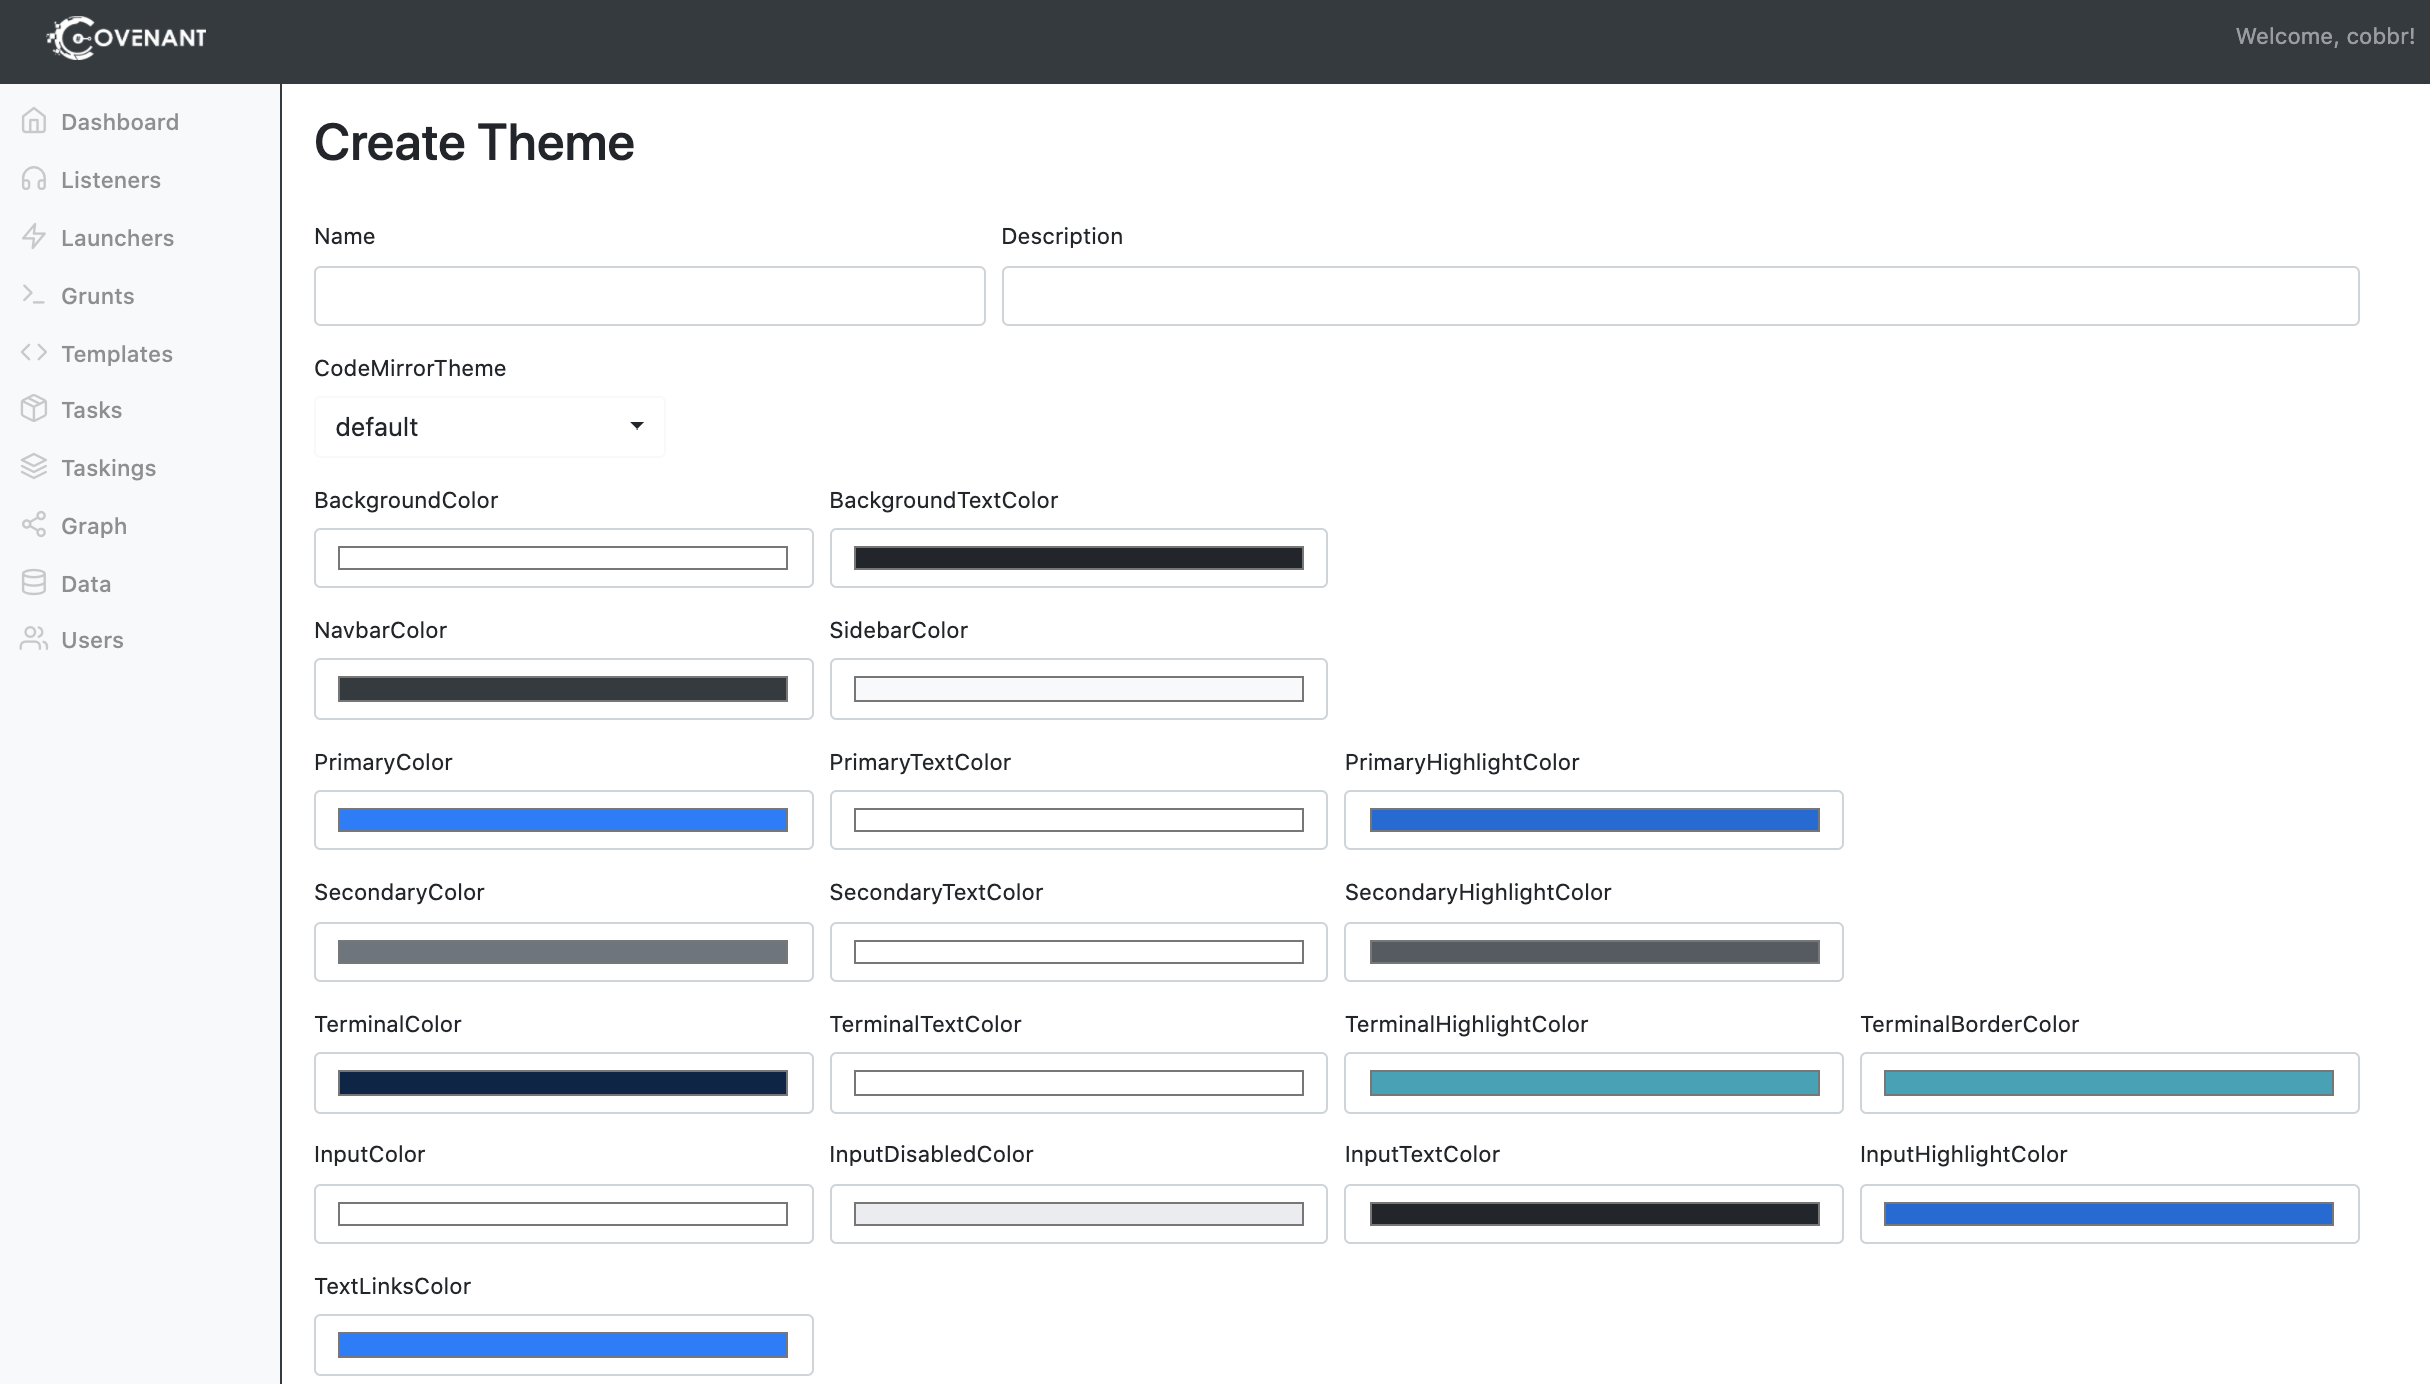 COVENANT
Welcome, cobbr!
Dashboard
Listeners
Launchers
Grunts
Templates
Tasks
Taskings
Graph
Data
Users
Create Theme
Name Description
CodeMirrorTheme
default
BackgroundColor BackgroundTextColor
NavbarColor SidebarColor
PrimaryColor PrimaryTextColor PrimaryHighlightColor
SecondaryColor SecondaryTextColor SecondaryHighlightColor
TerminalColor TerminalTextColor TerminalHighlightColor TerminalBorderColor
InputColor InputDisabledColor InputTextColor InputHighlightColor
TextLinksColor